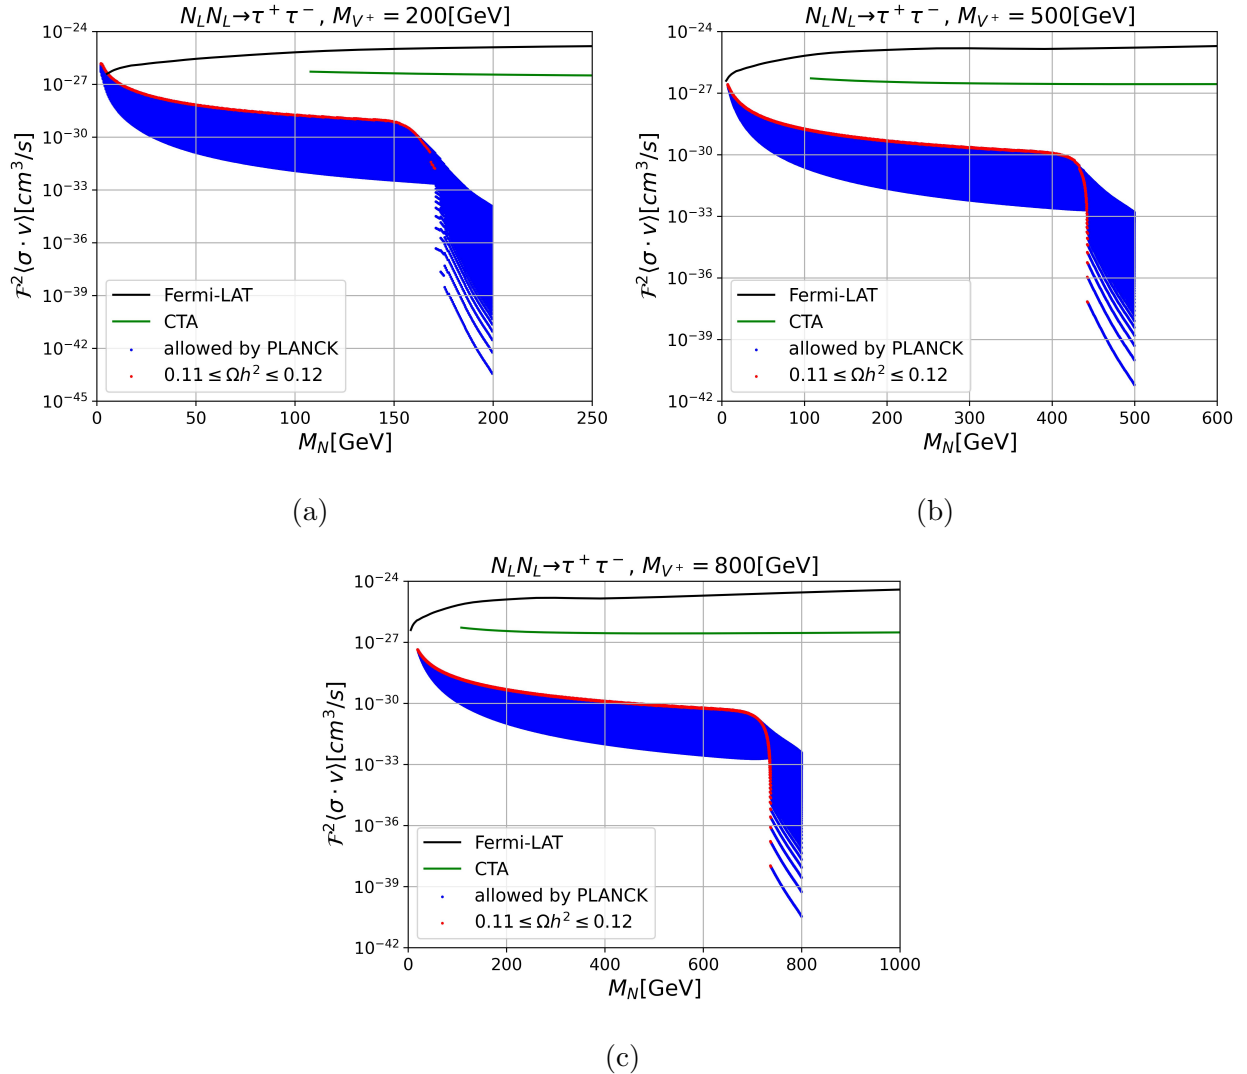 N_L N_L→τ⁺τ⁻, M_{V⁺} = 200[GeV]
10⁻²⁴
10⁻²⁷
10⁻³⁰
10⁻³³
10⁻³⁶
10⁻³⁹
10⁻⁴²
10⁻⁴⁵
ℱ²⟨σ · v⟩[cm³/s]
Fermi-LAT
CTA
allowed by PLANCK
0.11 ≤ Ωh² ≤ 0.12
0 50 100 150 200 250
M_N[GeV]
(a)
N_L N_L→τ⁺τ⁻, M_{V⁺} = 500[GeV]
10⁻²⁴
10⁻²⁷
10⁻³⁰
10⁻³³
10⁻³⁶
10⁻³⁹
10⁻⁴²
ℱ²⟨σ · v⟩[cm³/s]
Fermi-LAT
CTA
allowed by PLANCK
0.11 ≤ Ωh² ≤ 0.12
0 100 200 300 400 500 600
M_N[GeV]
(b)
N_L N_L→τ⁺τ⁻, M_{V⁺} = 800[GeV]
10⁻²⁴
10⁻²⁷
10⁻³⁰
10⁻³³
10⁻³⁶
10⁻³⁹
10⁻⁴²
ℱ²⟨σ · v⟩[cm³/s]
Fermi-LAT
CTA
allowed by PLANCK
0.11 ≤ Ωh² ≤ 0.12
0 200 400 600 800 1000
M_N[GeV]
(c)